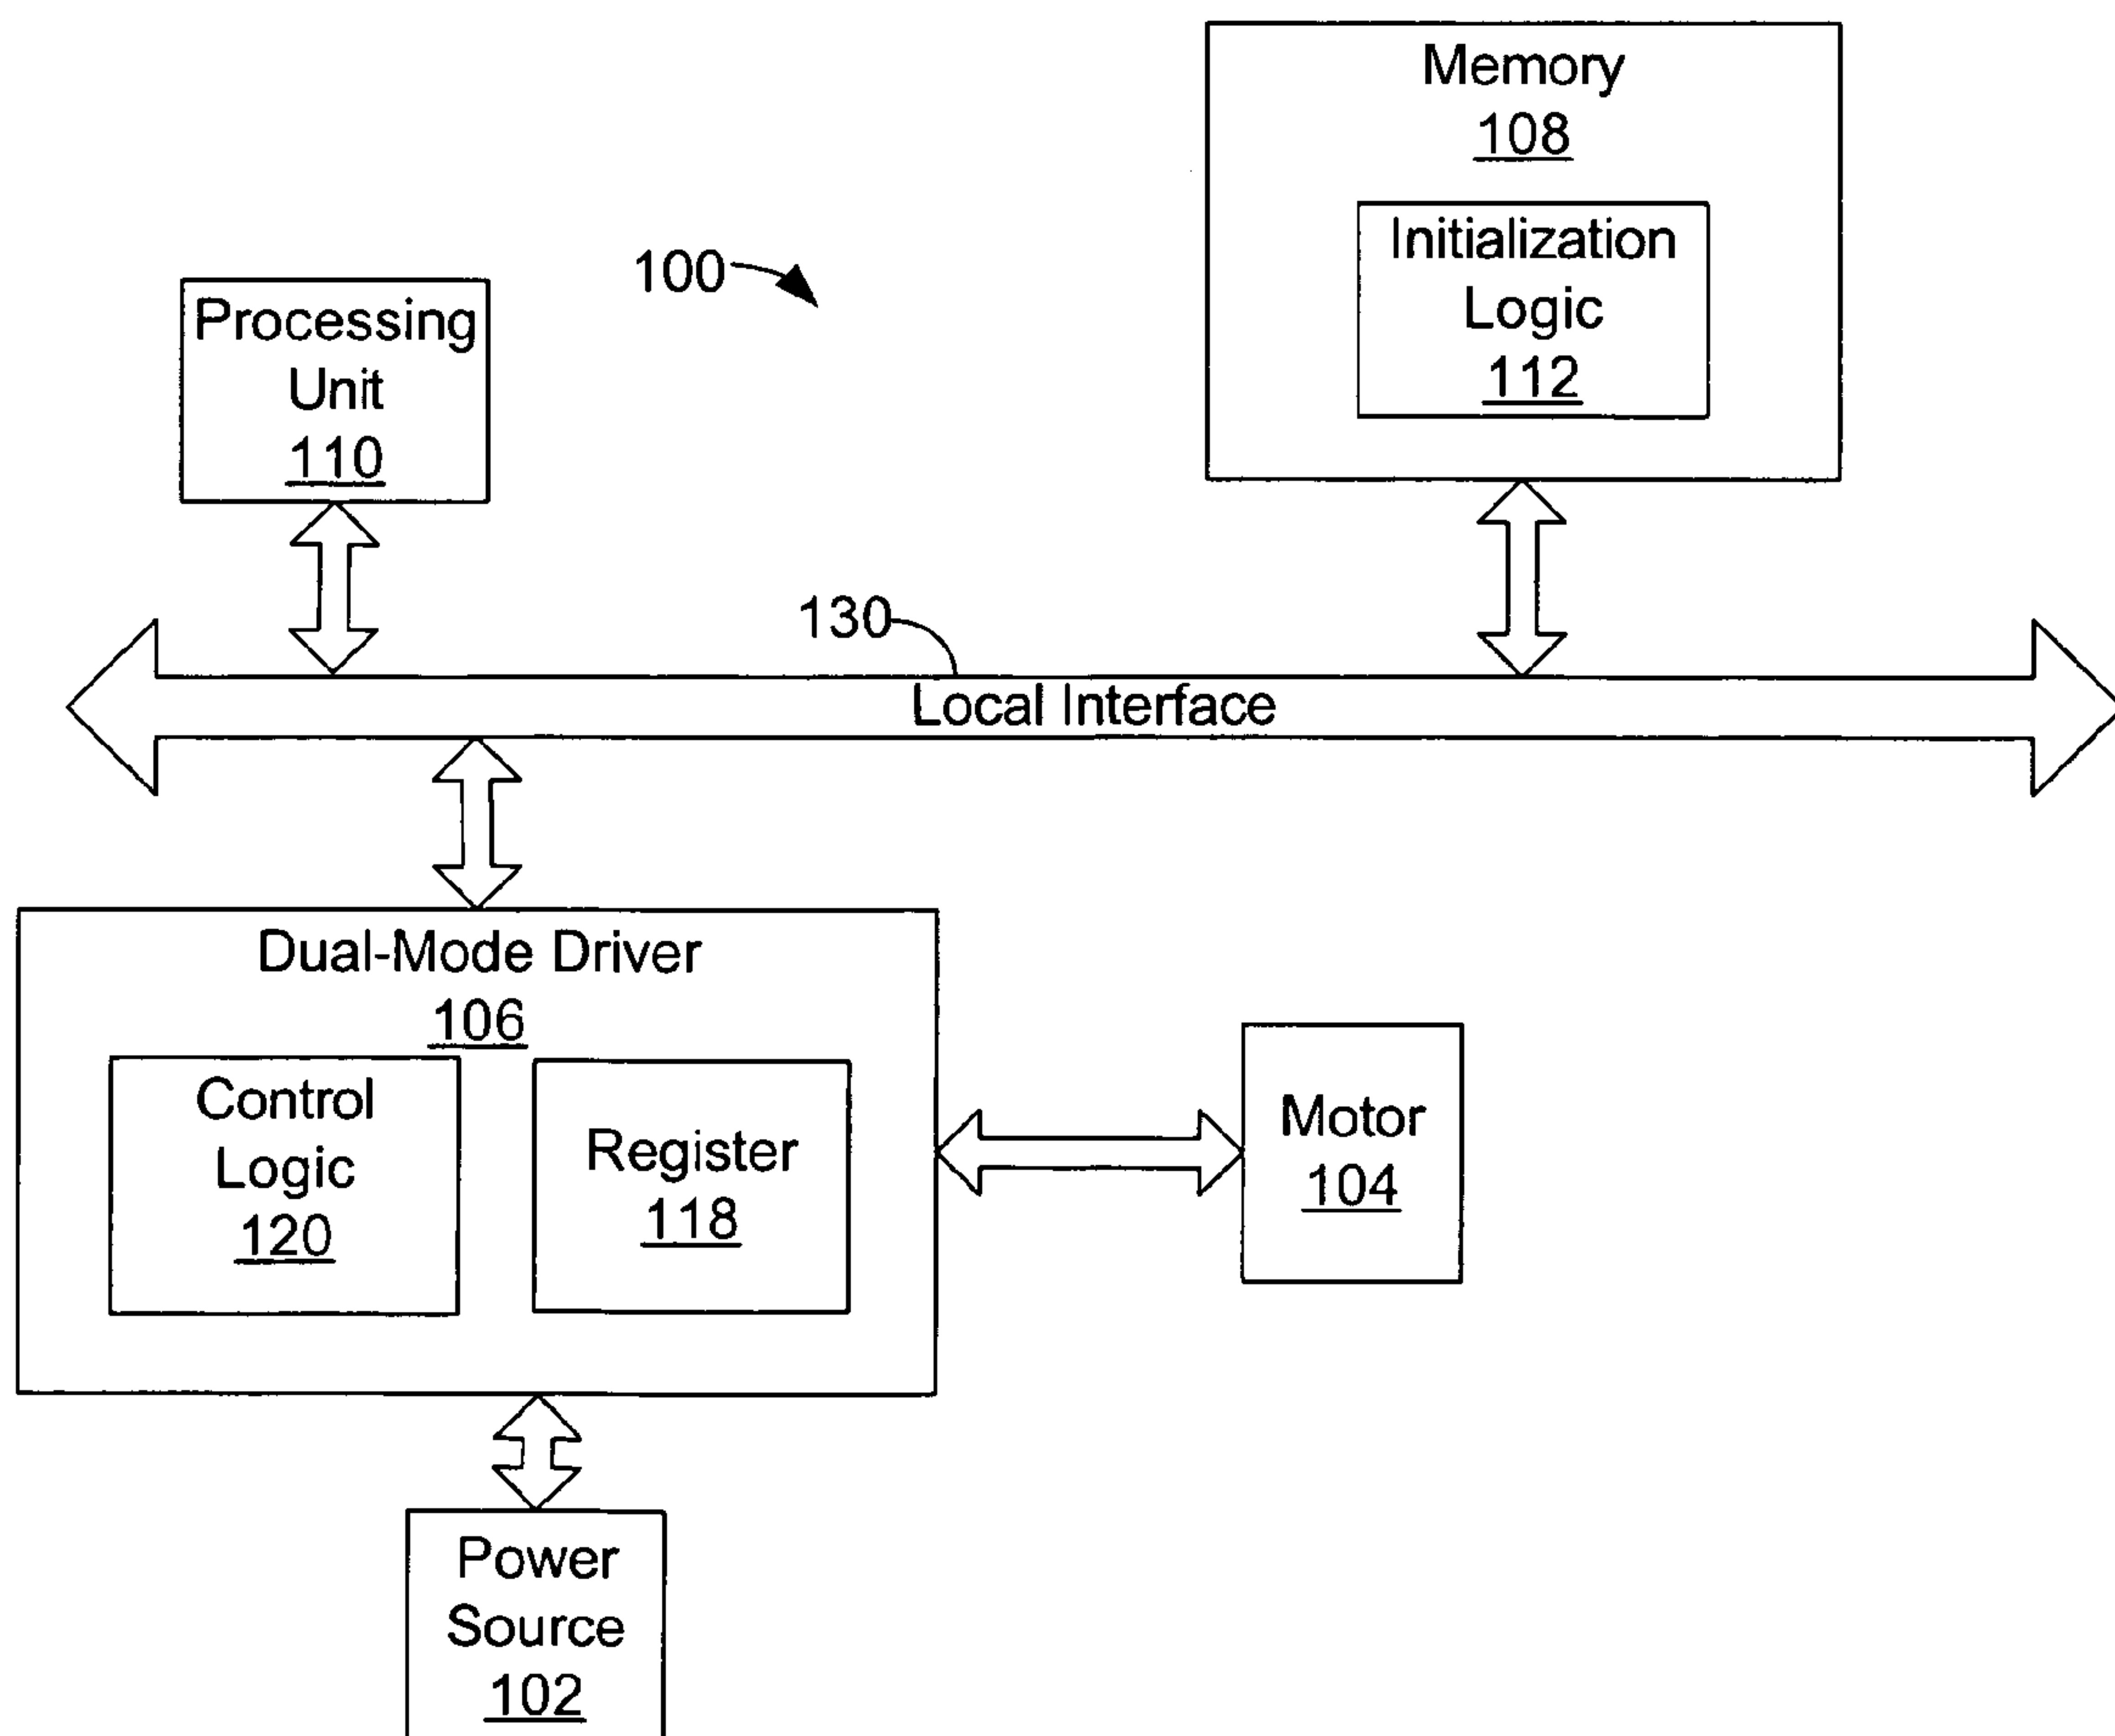 Memory
108
Initialization
Logic
112
100
Processing
Unit
110
130
Local Interface
Dual-Mode Driver
106
Control
Logic
120
Register
118
Motor
104
Power
Source
102